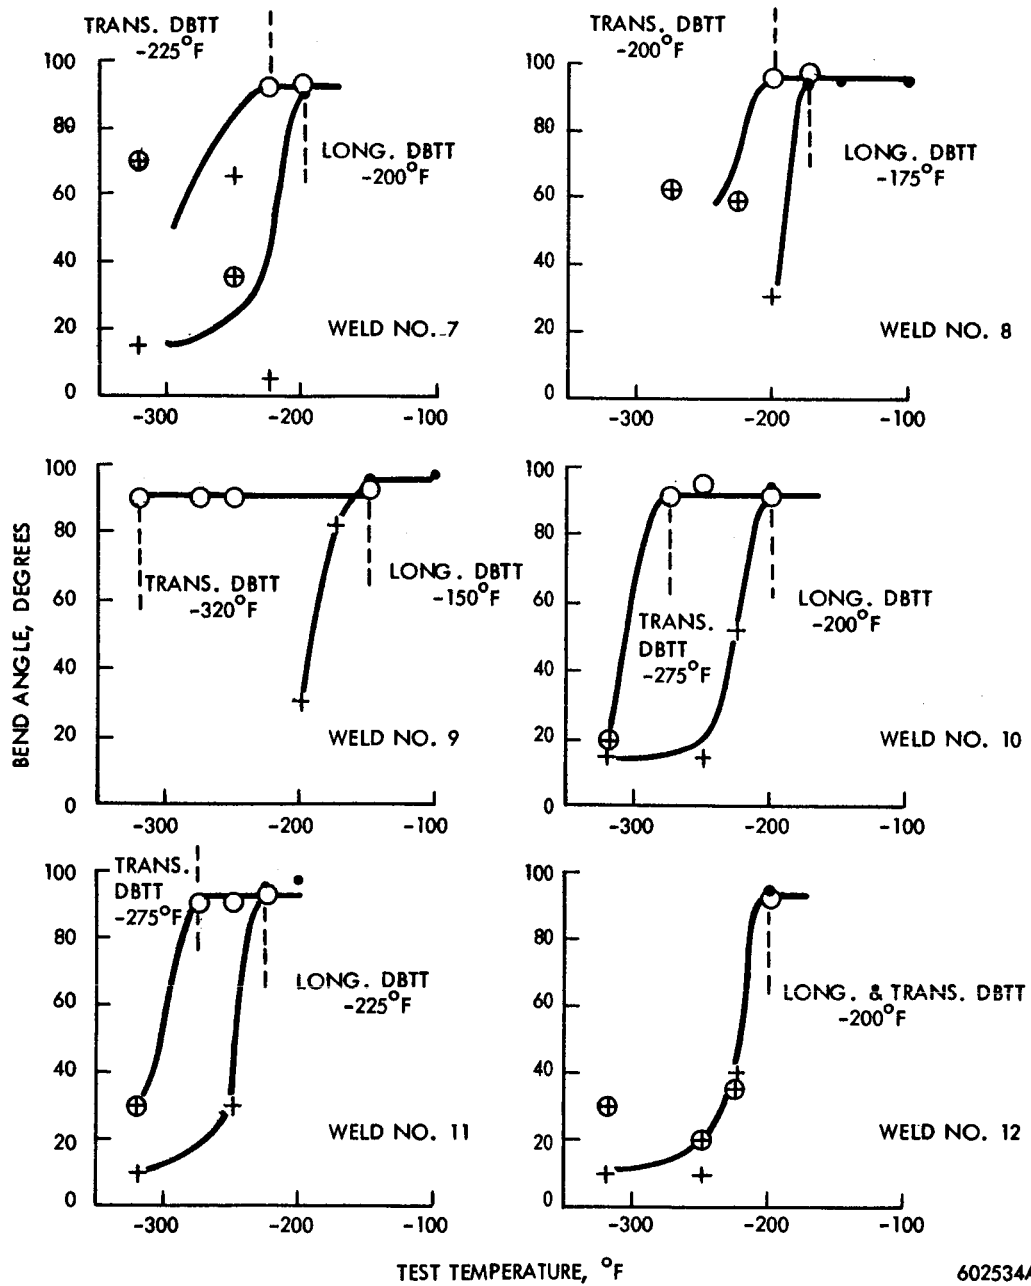 TRANS. DBTT
-225°F
100
80
60
40
20
0
-300
-200
-100
LONG. DBTT
-200°F
WELD NO. 7
TRANS. DBTT
-200°F
100
80
60
40
20
0
-300
-200
-100
LONG. DBTT
-175°F
WELD NO. 8
BEND ANGLE, DEGREES
100
80
60
40
20
0
-300
-200
-100
TRANS. DBTT
-320°F
LONG. DBTT
-150°F
WELD NO. 9
100
80
60
40
20
0
-300
-200
-100
TRANS.
DBTT
-275°F
LONG. DBTT
-200°F
WELD NO. 10
100
80
60
40
20
0
-300
-200
-100
TRANS.
DBTT
-275°F
LONG. DBTT
-225°F
WELD NO. 11
100
80
60
40
20
0
-300
-200
-100
LONG. & TRANS. DBTT
-200°F
WELD NO. 12
TEST TEMPERATURE, °F
602534A